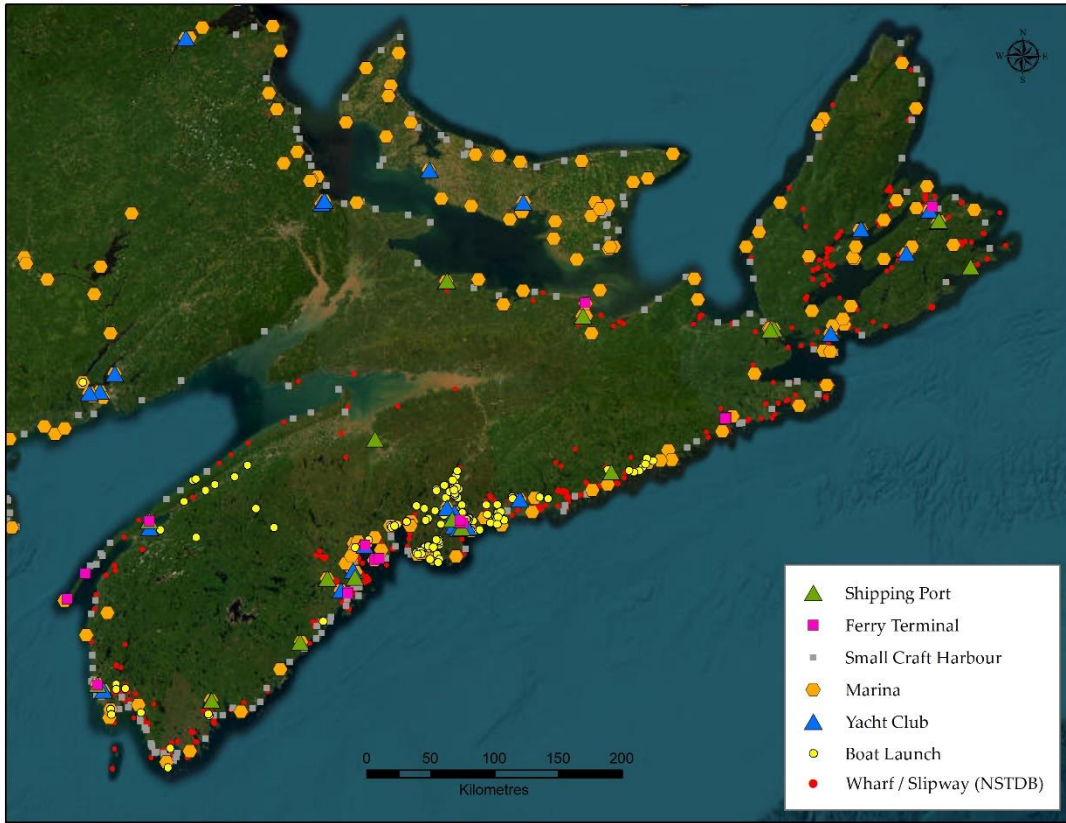 N
W E
S
Shipping Port
Ferry Terminal
Small Craft Harbour
Marina
Yacht Club
Boat Launch
Wharf / Slipway (NSTDB)
0 50 100 150 200
Kilometres